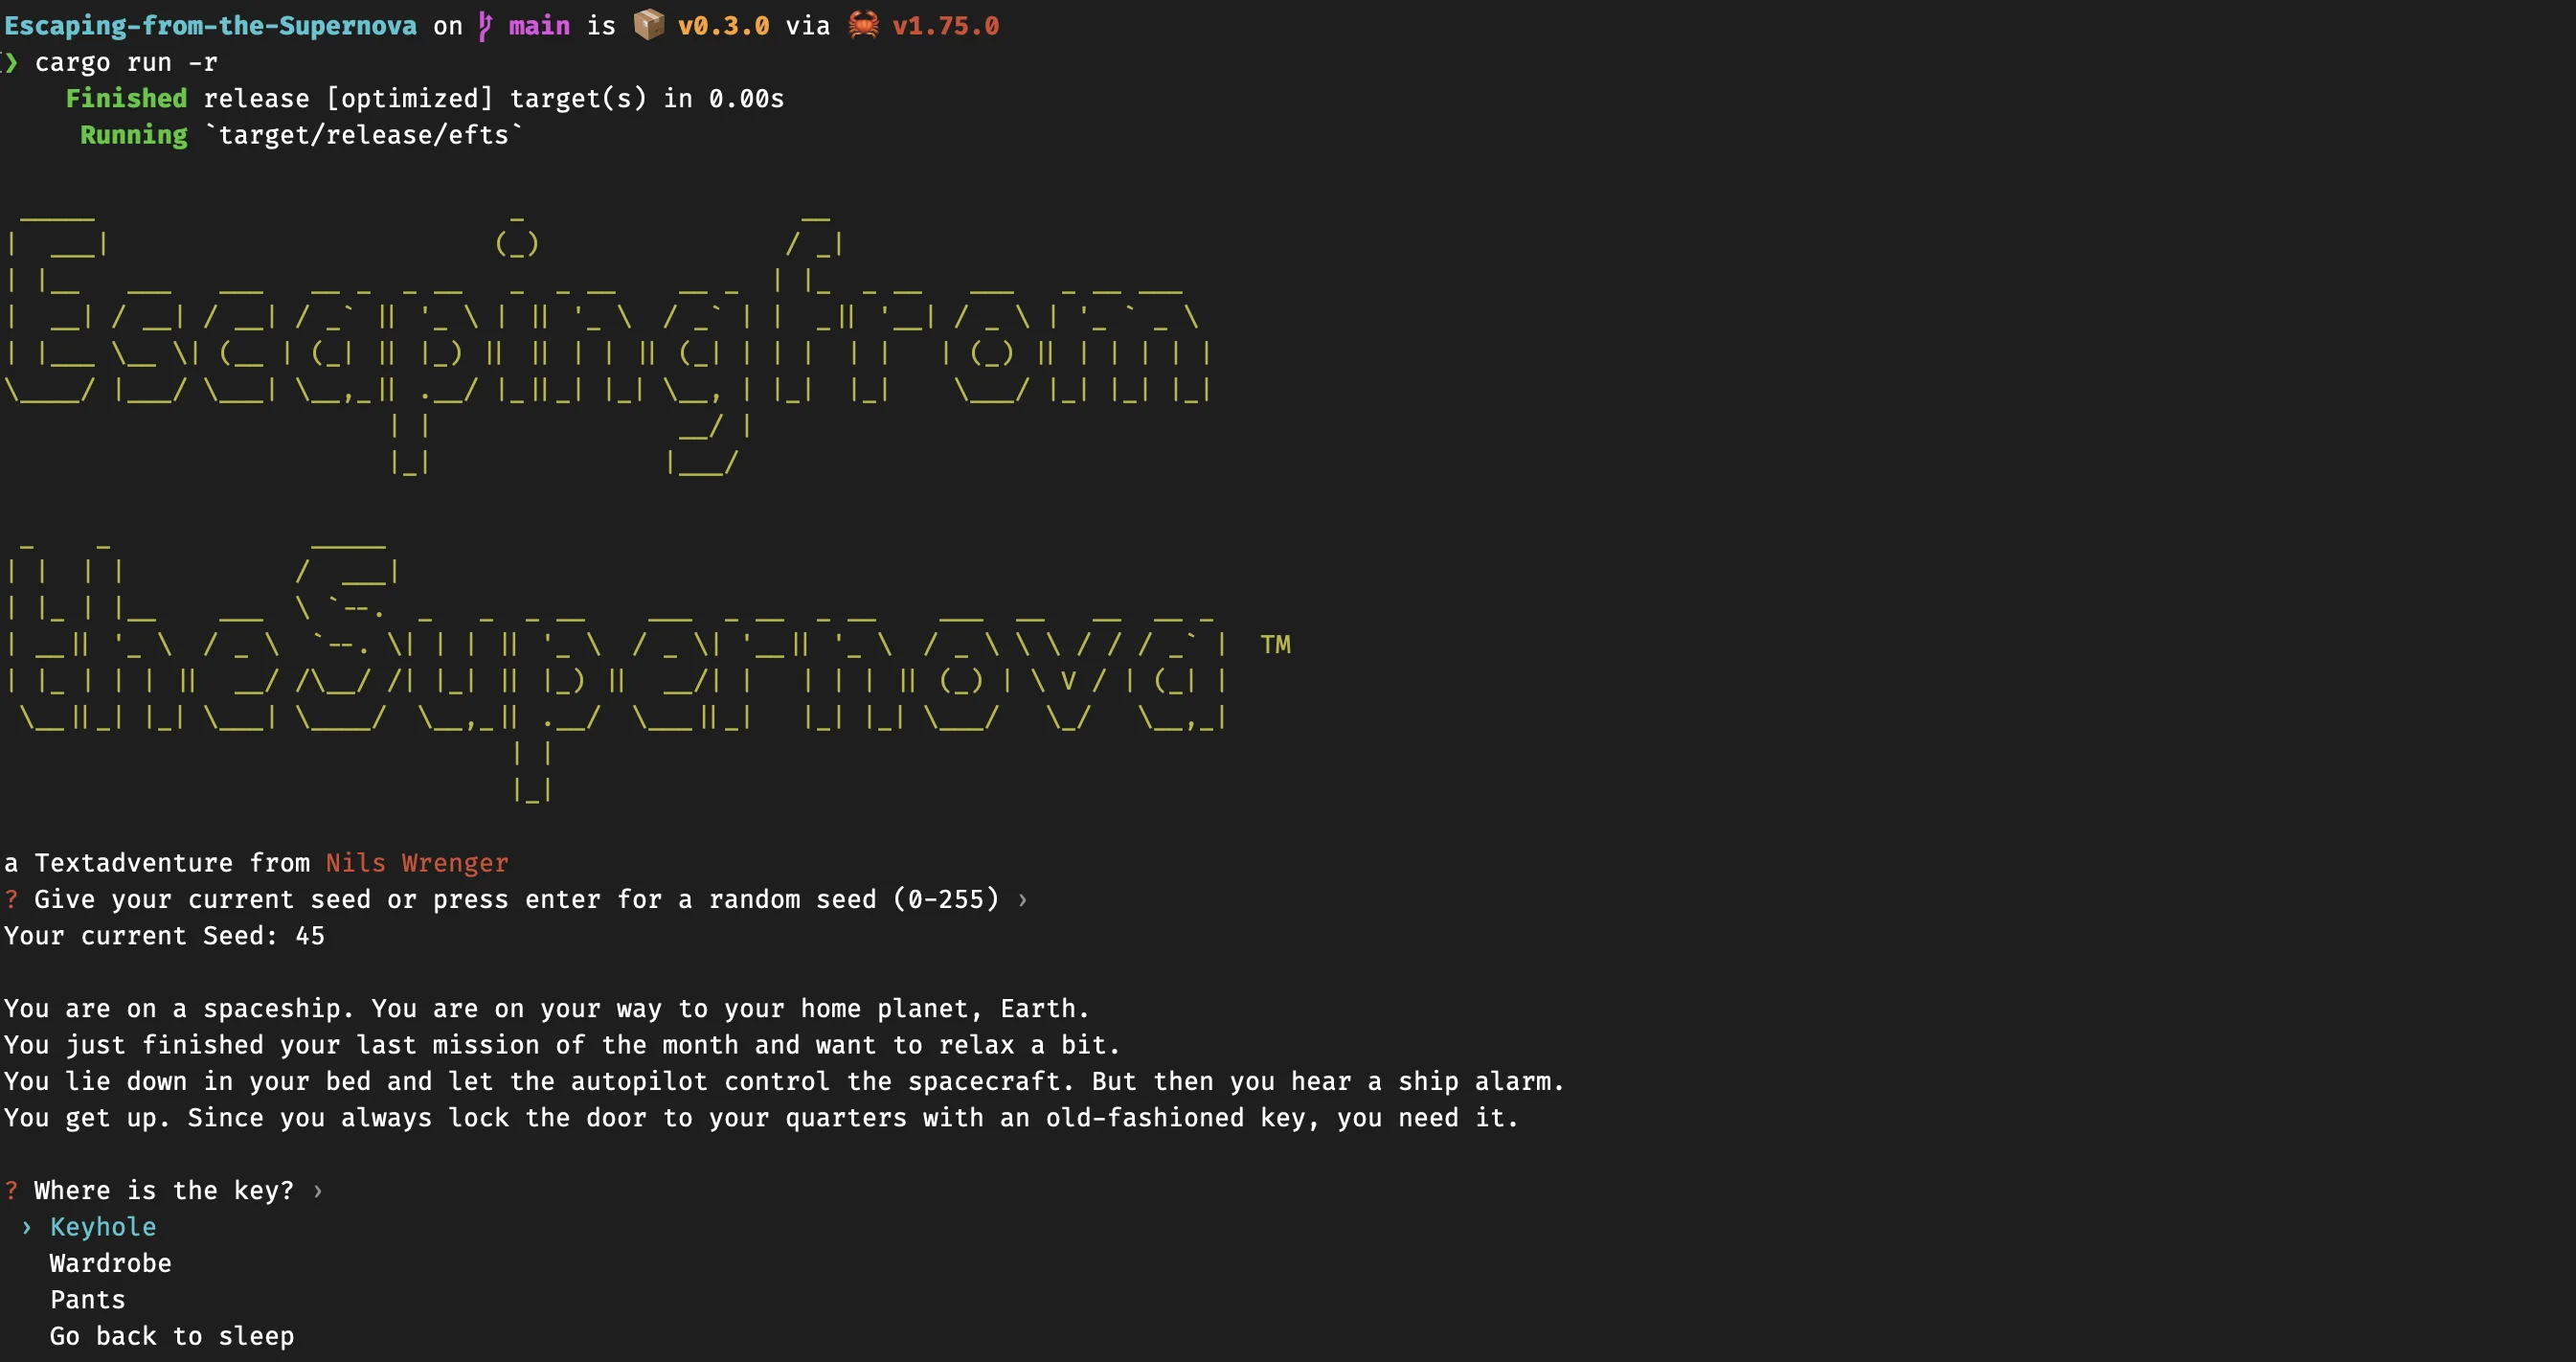 Escaping-from-the-Supernova on main is 📦 v0.3.0 via 🦀 v1.75.0
❯ cargo run -r
Finished release [optimized] target(s) in 0.00s
Running `target/release/efts`
Escaping from
the Supernova TM
a Textadventure from Nils Wrenger
? Give your current seed or press enter for a random seed (0-255) ›
Your current Seed: 45
You are on a spaceship. You are on your way to your home planet, Earth.
You just finished your last mission of the month and want to relax a bit.
You lie down in your bed and let the autopilot control the spacecraft. But then you hear a ship alarm.
You get up. Since you always lock the door to your quarters with an old-fashioned key, you need it.
? Where is the key? ›
› Keyhole
Wardrobe
Pants
Go back to sleep